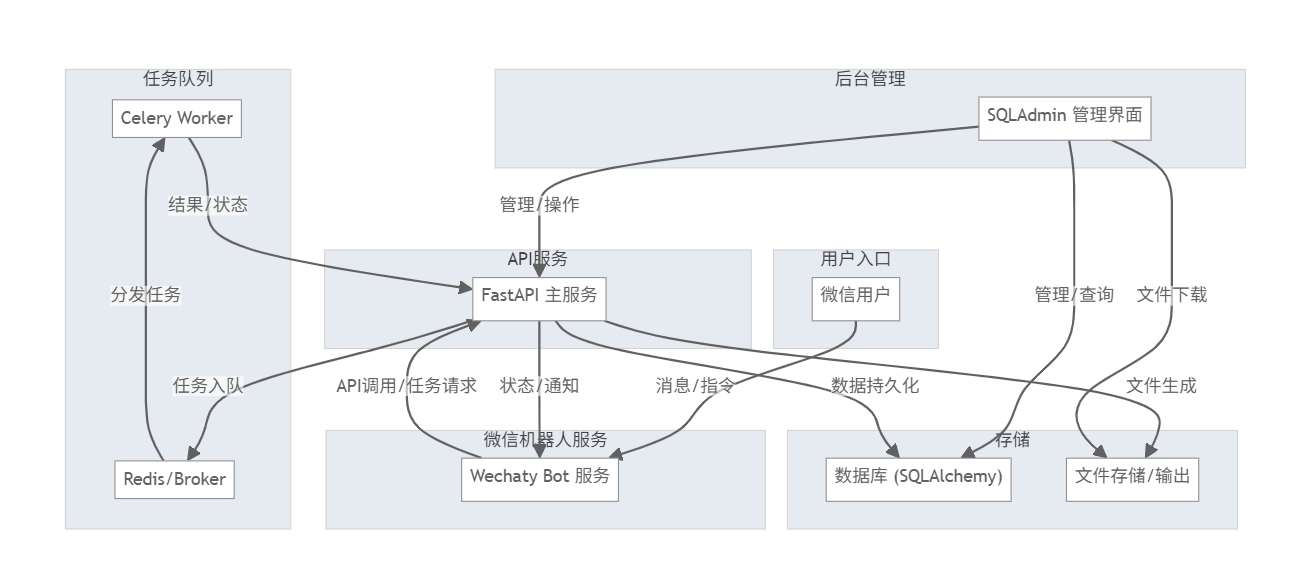 任务队列
后台管理
Celery Worker
SQLAdmin 管理界面
结果/状态
管理/操作
API服务
用户入口
分发任务
FastAPI 主服务
微信用户
管理/查询
文件下载
任务入队
API调用/任务请求
状态/通知
消息/指令
数据持久化
文件生成
微信机器人服务
存储
Redis/Broker
Wechaty Bot 服务
数据库 (SQLAlchemy)
文件存储/输出